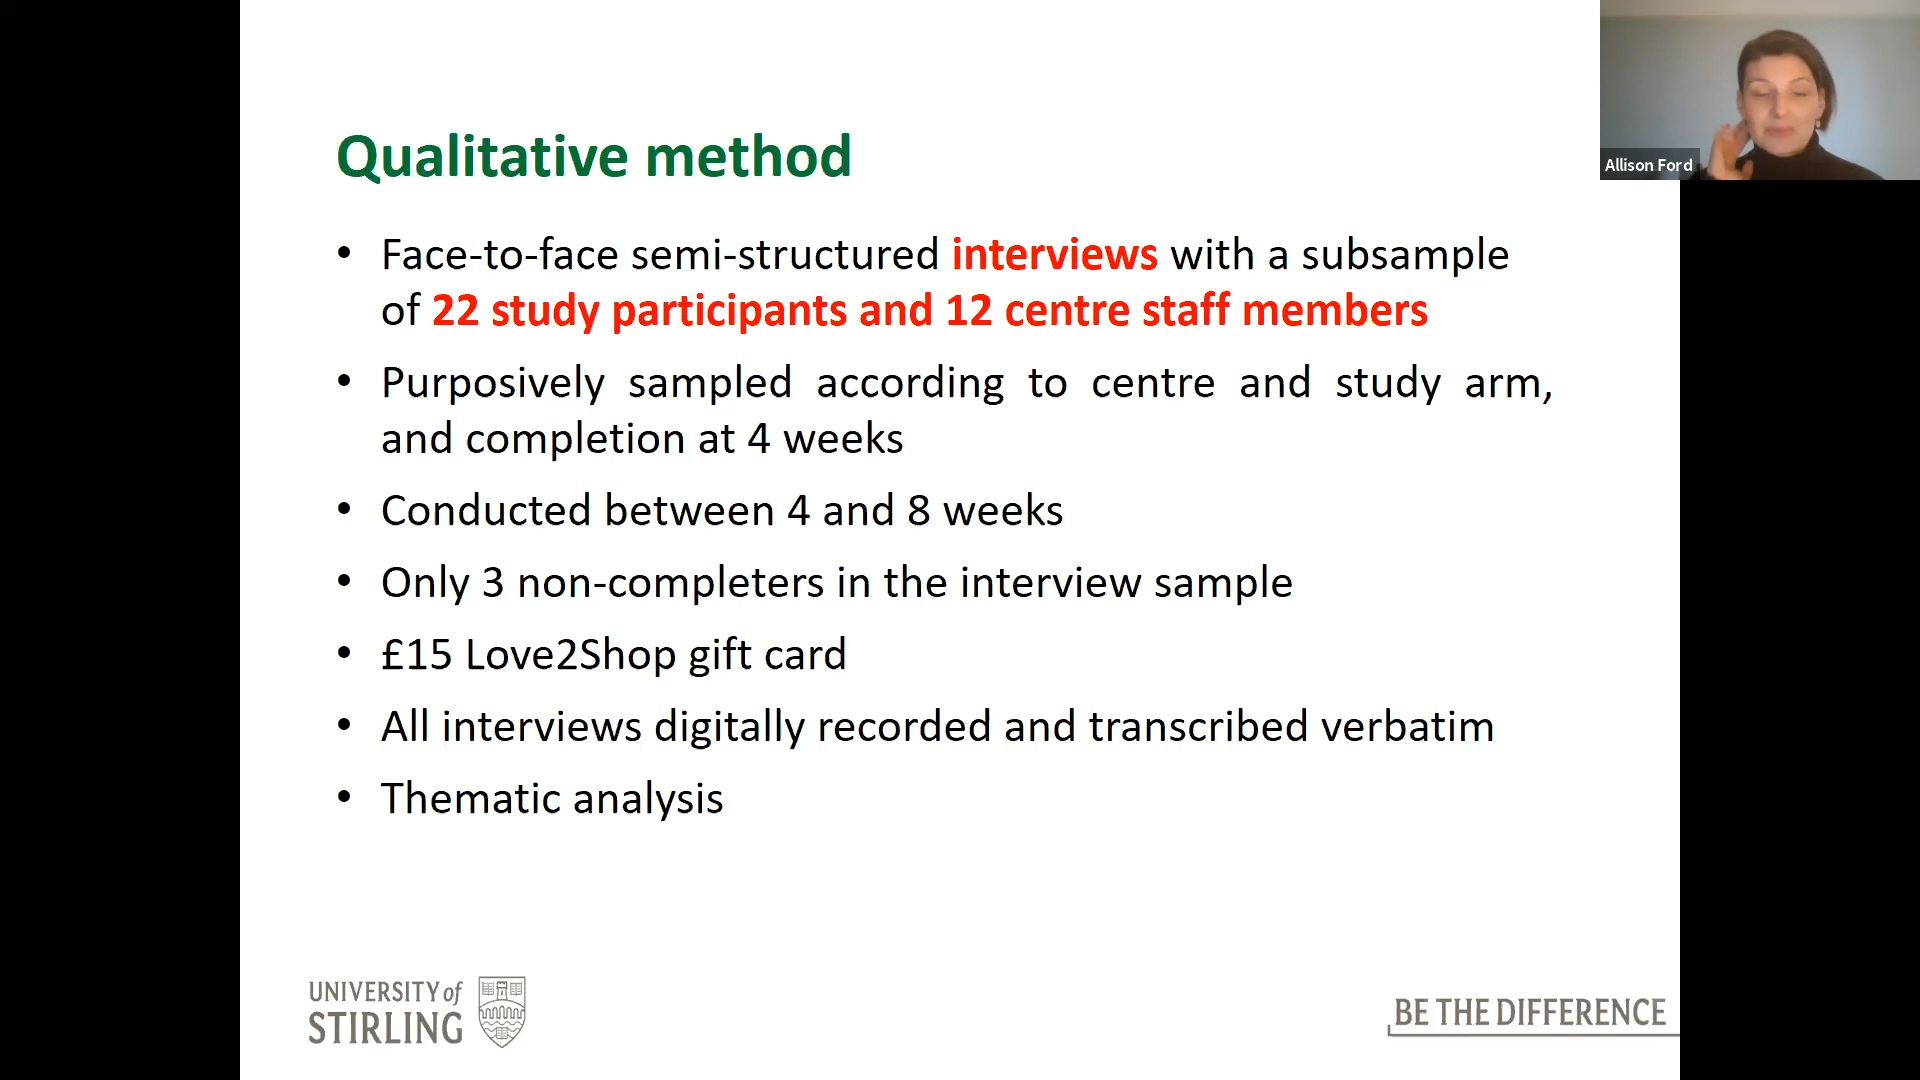 Qualitative method
• Face-to-face semi-structured interviews with a subsample
of 22 study participants and 12 centre staff members
• Purposively sampled according to centre and study arm,
and completion at 4 weeks
• Conducted between 4 and 8 weeks
• Only 3 non-completers in the interview sample
• £15 Love2Shop gift card
• All interviews digitally recorded and transcribed verbatim
• Thematic analysis
UNIVERSITY of
STIRLING
BE THE DIFFERENCE
Allison Ford